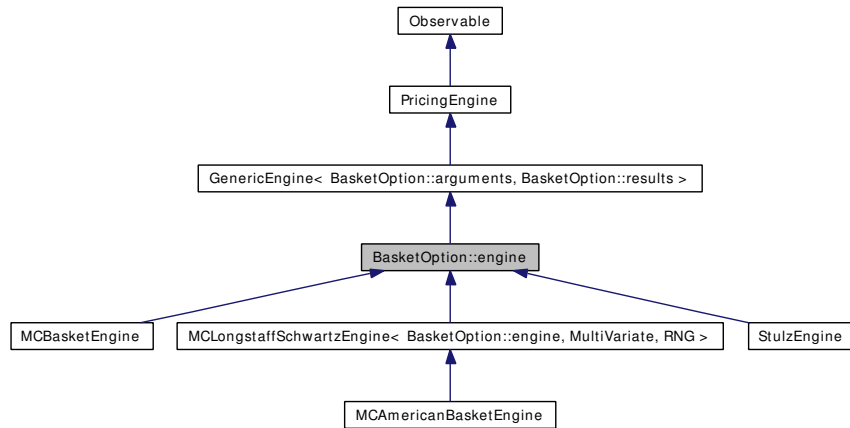 Observable
PricingEngine
GenericEngine< BasketOption::arguments, BasketOption::results >
BasketOption::engine
MCBasketEngine
MCLongstaffSchwartzEngine< BasketOption::engine, MultiVariate, RNG >
StulzEngine
MCAmericanBasketEngine